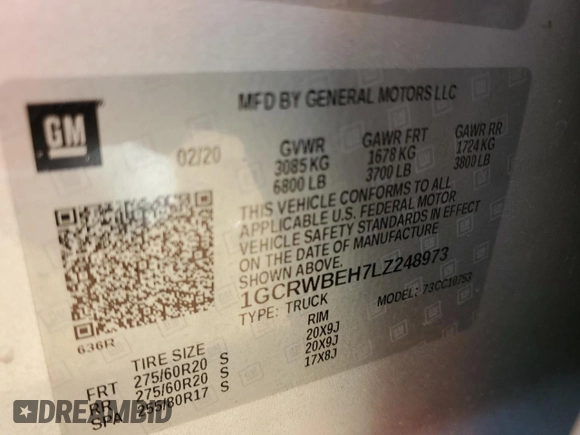 GM
MFD BY GENERAL MOTORS LLC
02/20
GVWR GAWR FRT GAWR RR
3085 KG 1678 KG 1724 KG
6800 LB 3700 LB 3800 LB
THIS VEHICLE CONFORMS TO ALL
APPLICABLE U.S. FEDERAL MOTOR
VEHICLE SAFETY STANDARDS IN EFFECT
ON THE DATE OF MANUFACTURE
SHOWN ABOVE.
1GCRWBEH7LZ248973
TYPE: TRUCK MODEL: 73CC10753
636R
TIRE SIZE RIM
FRT 275/60R20 S 20X9J
RR 275/60R20 S 20X9J
SPA 255/80R17 S 17X8J
DREAMBID